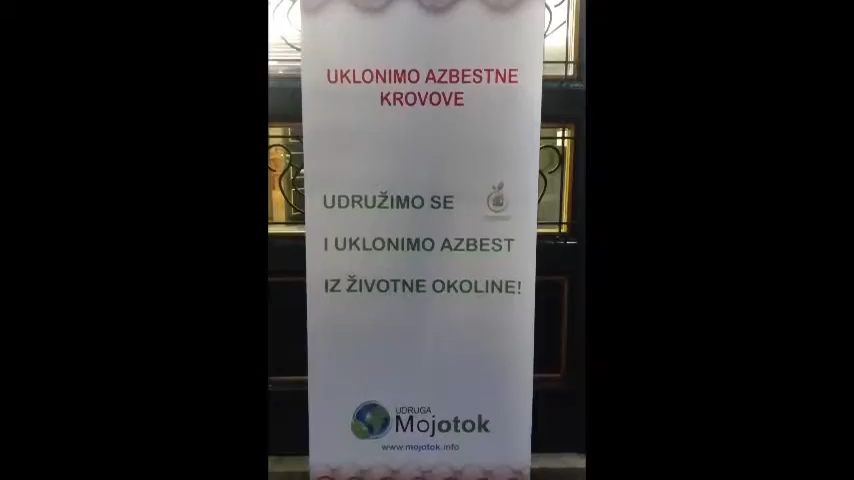 UKLONIMO AZBESTNE
KROVOVE
UDRUŽIMO SE
I UKLONIMO AZBEST
IZ ŽIVOTNE OKOLINE!
UDRUGA
Mojotok
www.mojotok.info